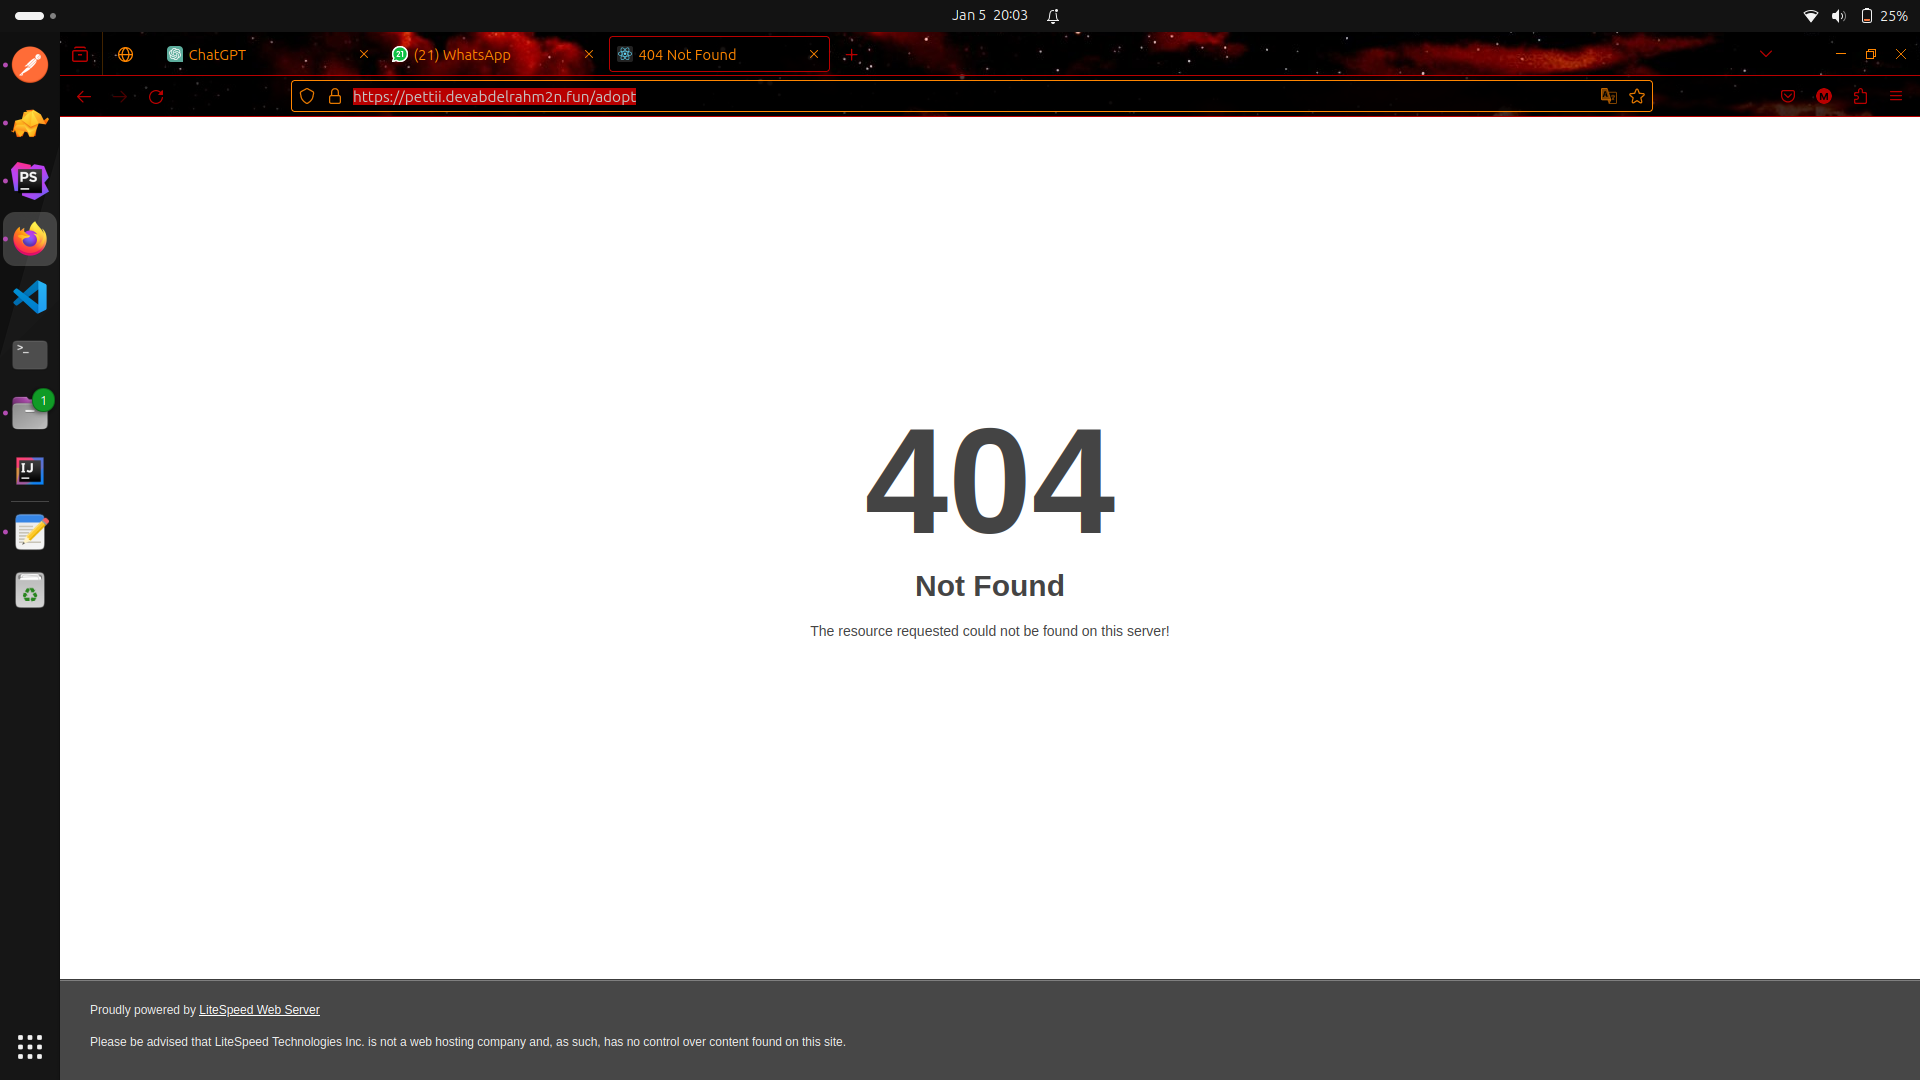 Jan 5 20:03
25%
ChatGPT
21
(21) WhatsApp
404 Not Found
https://pettii.devabdelrahm2n.fun/adopt
M
PS
>_
1
IJ
404
Not Found
The resource requested could not be found on this server!
Proudly powered by LiteSpeed Web Server
Please be advised that LiteSpeed Technologies Inc. is not a web hosting company and, as such, has no control over content found on this site.